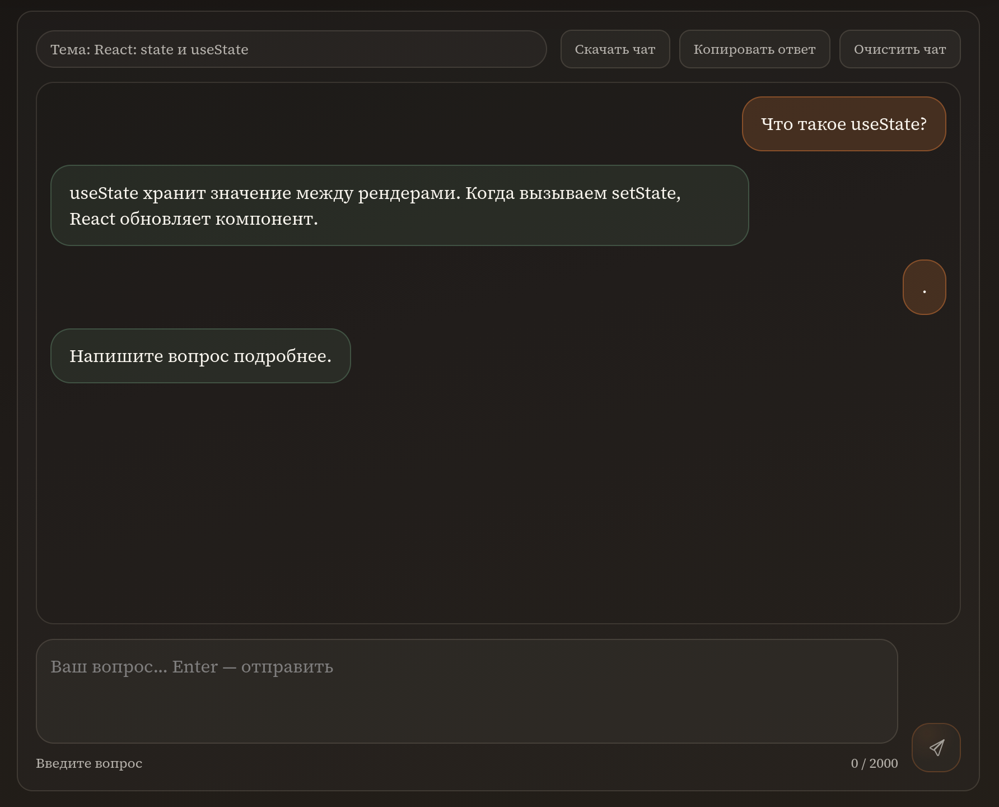 Тема: React: state и useState
Скачать чат
Копировать ответ
Очистить чат
Что такое useState?
useState хранит значение между рендерами. Когда вызываем setState,
React обновляет компонент.
.
Напишите вопрос подробнее.
Ваш вопрос... Enter — отправить
Введите вопрос
0 / 2000